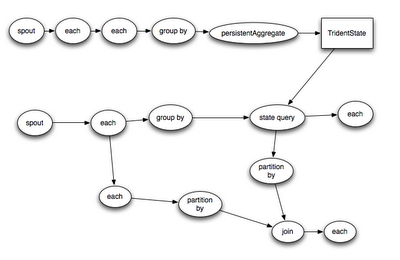 spout
each
each
group by
persistentAggregate
TridentState
spout
each
group by
state query
each
partition
by
each
partition
by
join
each